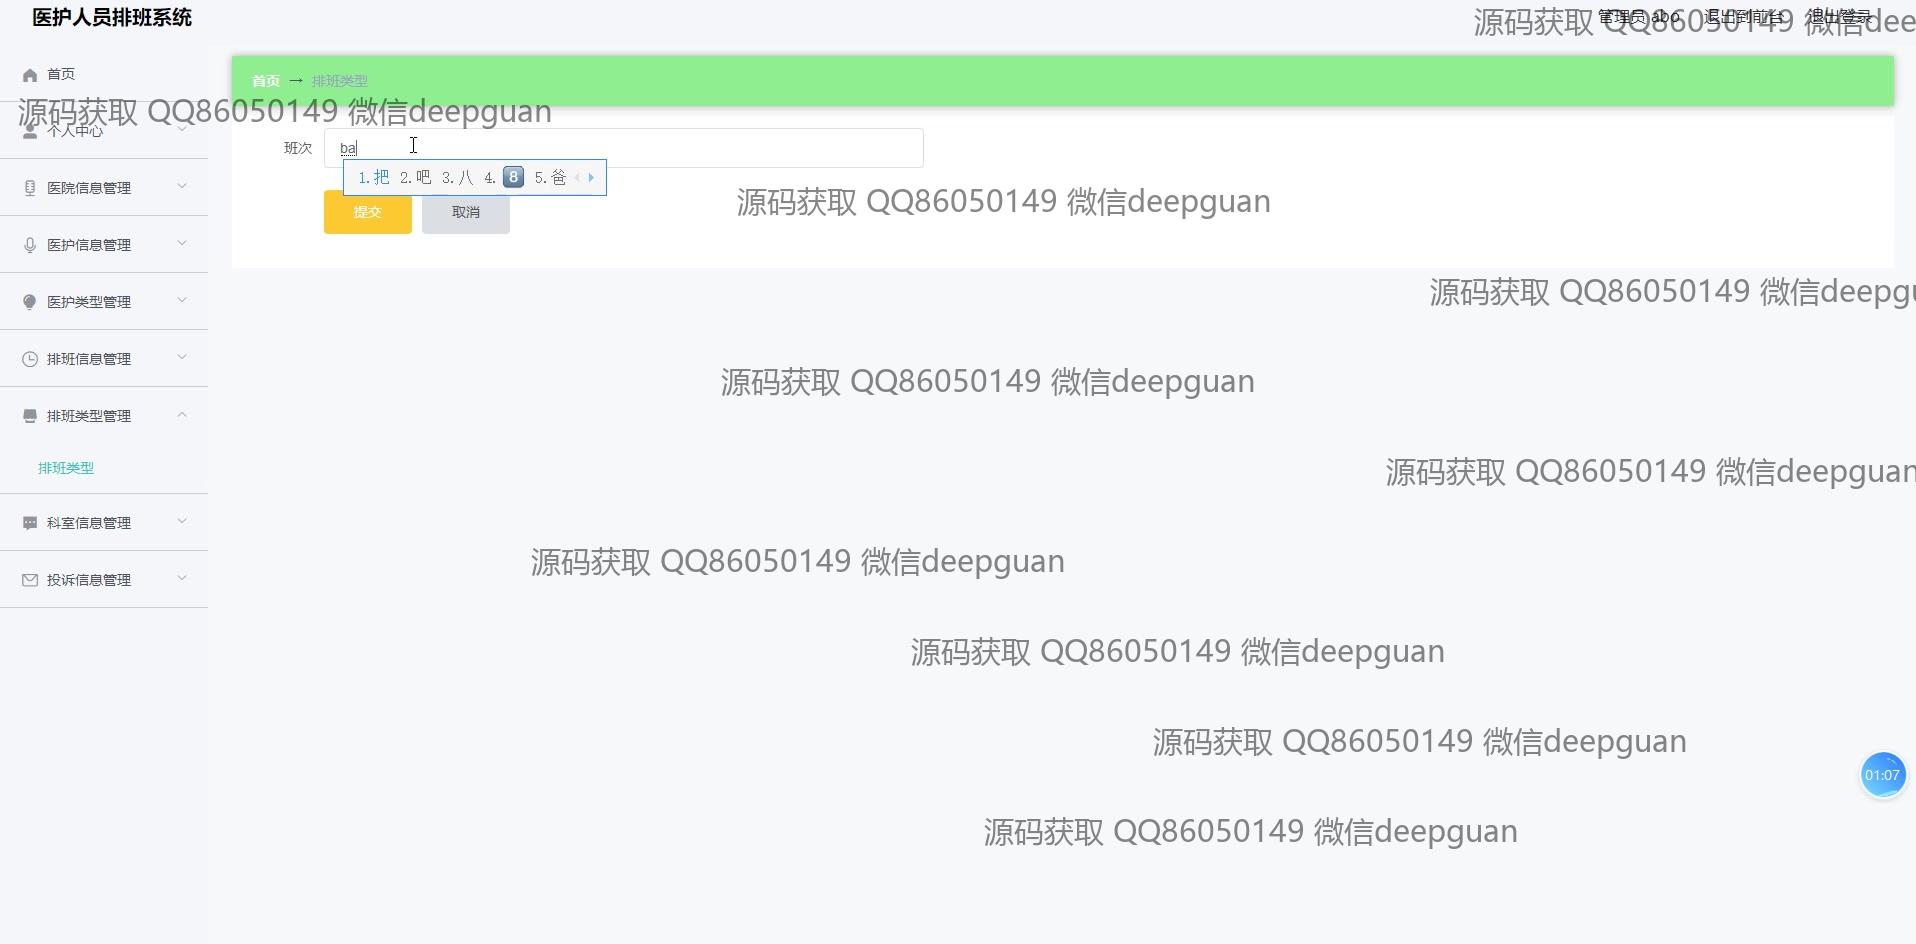 医护人员排班系统
管理员 abo 退出到前台 退出登录
源码获取 QQ86050149 微信deepguan
首页
首页 → 排班类型
源码获取 QQ86050149 微信deepguan
个人中心
班次 ba
1.把 2.吧 3.八 4. 8 5.爸
医院信息管理
源码获取 QQ86050149 微信deepguan
提交 取消
医护信息管理
医护类型管理
源码获取 QQ86050149 微信deepgu
排班信息管理
源码获取 QQ86050149 微信deepguan
排班类型管理
排班类型
源码获取 QQ86050149 微信deepguan
科室信息管理
源码获取 QQ86050149 微信deepguan
投诉信息管理
源码获取 QQ86050149 微信deepguan
源码获取 QQ86050149 微信deepguan
01:07
源码获取 QQ86050149 微信deepguan